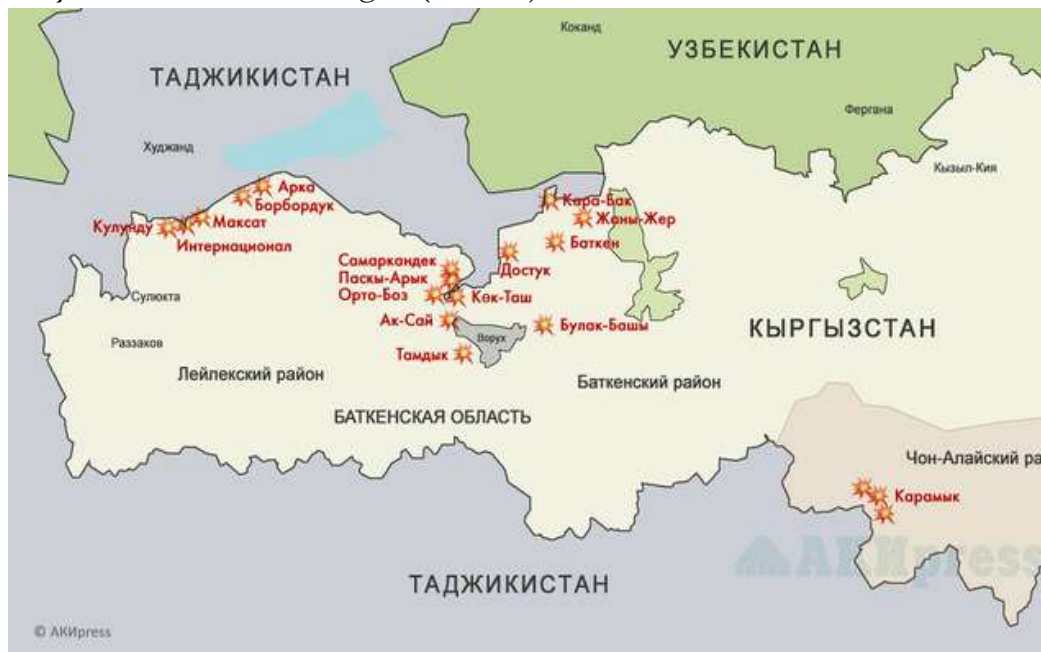 Коканд
УЗБЕКИСТАН
ТАДЖИКИСТАН
Фергана
Худжанд
Кызыл-Кия
Арка
Борбордук
Максат
Кулунду
Интернационал
Кара-Бак
Жаны-Жер
Баткен
Достук
Самаркандек
Паскы-Арык
Орто-Боз
Көк-Таш
Ак-Сай
Ворух
Тамдык
Булак-Башы
Сулюкта
Раззаков
КЫРГЫЗСТАН
Лейлекский район
Баткенский район
БАТКЕНСКАЯ ОБЛАСТЬ
Чон-Алайский ра
Карамык
АКИpress
ТАДЖИКИСТАН
© АКИpress